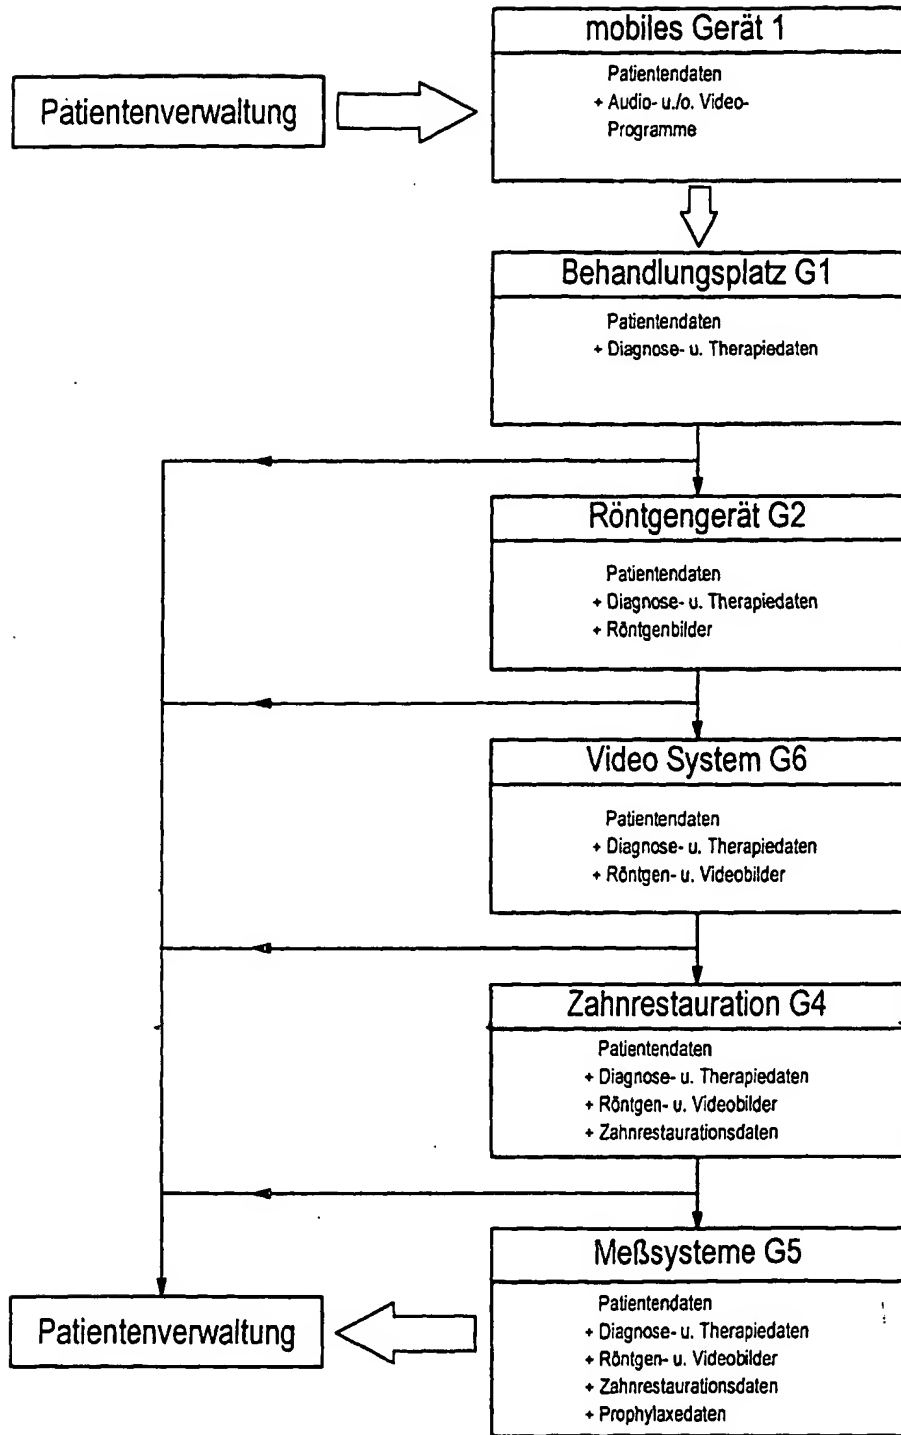 mobiles Gerät 1
Patientendaten
+ Audio- u./o. Video-
Programme
Patientenverwaltung
Behandlungsplatz G1
Patientendaten
+ Diagnose- u. Therapiedaten
Röntgengerät G2
Patientendaten
+ Diagnose- u. Therapiedaten
+ Röntgenbilder
Video System G6
Patientendaten
+ Diagnose- u. Therapiedaten
+ Röntgen- u. Videobilder
Zahnrestauration G4
Patientendaten
+ Diagnose- u. Therapiedaten
+ Röntgen- u. Videobilder
+ Zahnrestaurationsdaten
Meßsysteme G5
Patientendaten
+ Diagnose- u. Therapiedaten
+ Röntgen- u. Videobilder
+ Zahnrestaurationsdaten
+ Prophylaxedaten
Patientenverwaltung